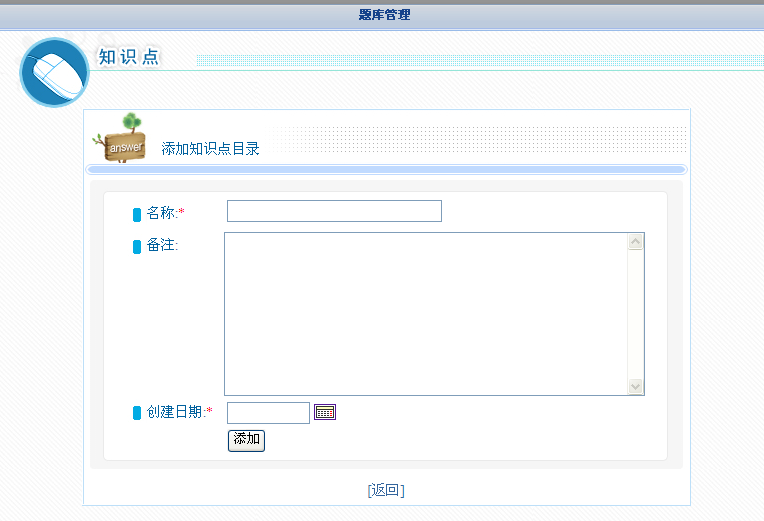 题库管理
知识点
answer
添加知识点目录
名称:*
备注:
创建日期:*
添加
[返回]